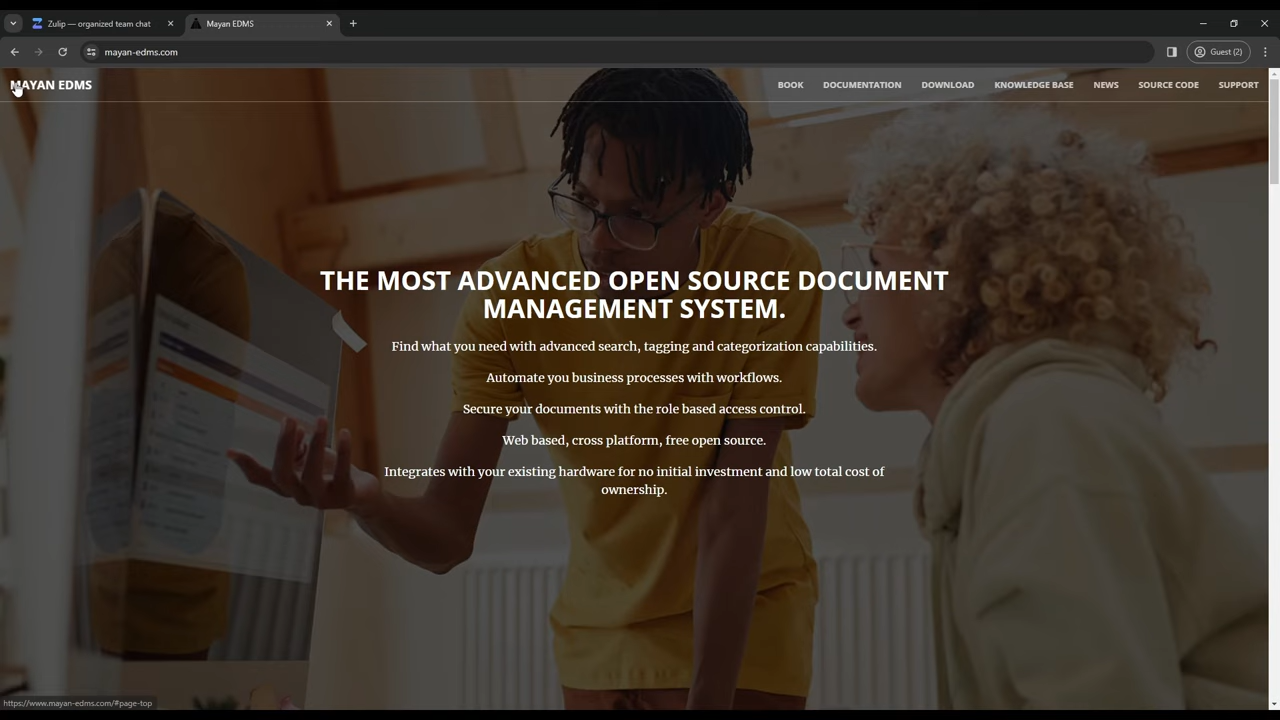 Zulip — organized team chat
Mayan EDMS
mayan-edms.com
Guest (2)
MAYAN EDMS
BOOK
DOCUMENTATION
DOWNLOAD
KNOWLEDGE BASE
NEWS
SOURCE CODE
SUPPORT
THE MOST ADVANCED OPEN SOURCE DOCUMENT
MANAGEMENT SYSTEM.
Find what you need with advanced search, tagging and categorization capabilities.
Automate you business processes with workflows.
Secure your documents with the role based access control.
Web based, cross platform, free open source.
Integrates with your existing hardware for no initial investment and low total cost of
ownership.
https://www.mayan-edms.com/#page-top